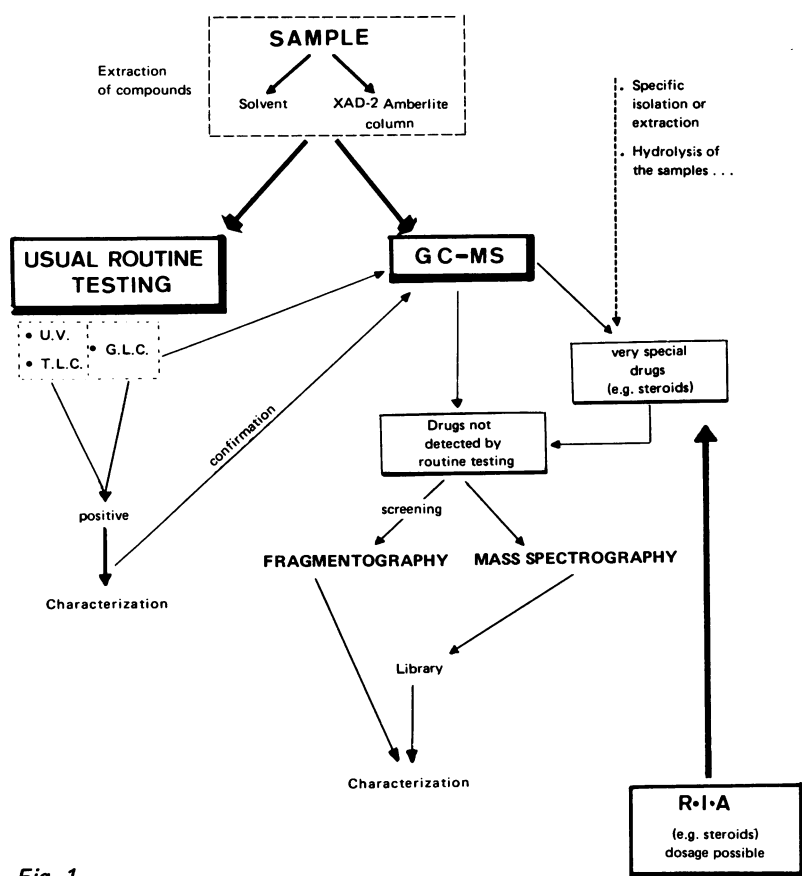 SAMPLE
Extraction
of compounds
Solvent
XAD-2 Amberlite
column
• Specific
isolation or
extraction
• Hydrolysis of
the samples . . .
USUAL ROUTINE
TESTING
GC-MS
• U.V.
• T.L.C.
• G.L.C.
very special
drugs
(e.g. steroids)
confirmation
Drugs not
detected by
routine testing
positive
screening
FRAGMENTOGRAPHY
MASS SPECTROGRAPHY
Characterization
Library
Characterization
R•I•A
(e.g. steroids)
dosage possible
Fig. 1